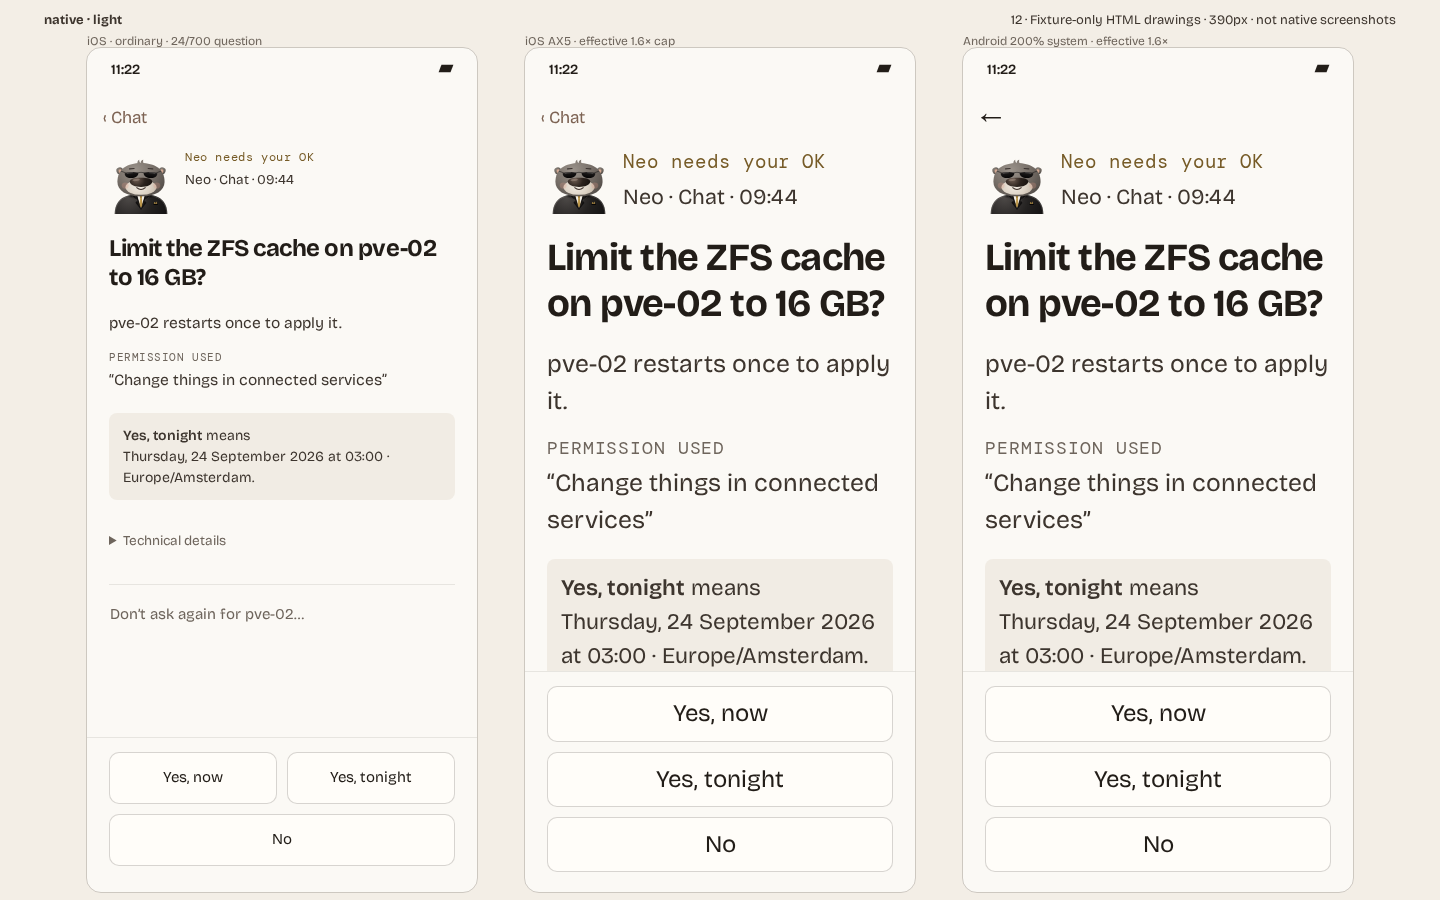 native · light
12 · Fixture-only HTML drawings · 390px · not native screenshots
iOS · ordinary · 24/700 question
11:22
‹ Chat
Neo needs your OK
Neo · Chat · 09:44
Limit the ZFS cache on pve-02
to 16 GB?
pve-02 restarts once to apply it.
PERMISSION USED
“Change things in connected services”
Yes, tonight means
Thursday, 24 September 2026 at 03:00 ·
Europe/Amsterdam.
Technical details
Don’t ask again for pve-02…
Yes, now
Yes, tonight
No
iOS AX5 · effective 1.6× cap
11:22
‹ Chat
Neo needs your OK
Neo · Chat · 09:44
Limit the ZFS cache
on pve-02 to 16 GB?
pve-02 restarts once to apply
it.
PERMISSION USED
“Change things in connected
services”
Yes, tonight means
Thursday, 24 September 2026
at 03:00 · Europe/Amsterdam.
Yes, now
Yes, tonight
No
Android 200% system · effective 1.6×
11:22
←
Neo needs your OK
Neo · Chat · 09:44
Limit the ZFS cache
on pve-02 to 16 GB?
pve-02 restarts once to apply
it.
PERMISSION USED
“Change things in connected
services”
Yes, tonight means
Thursday, 24 September 2026
at 03:00 · Europe/Amsterdam.
Yes, now
Yes, tonight
No